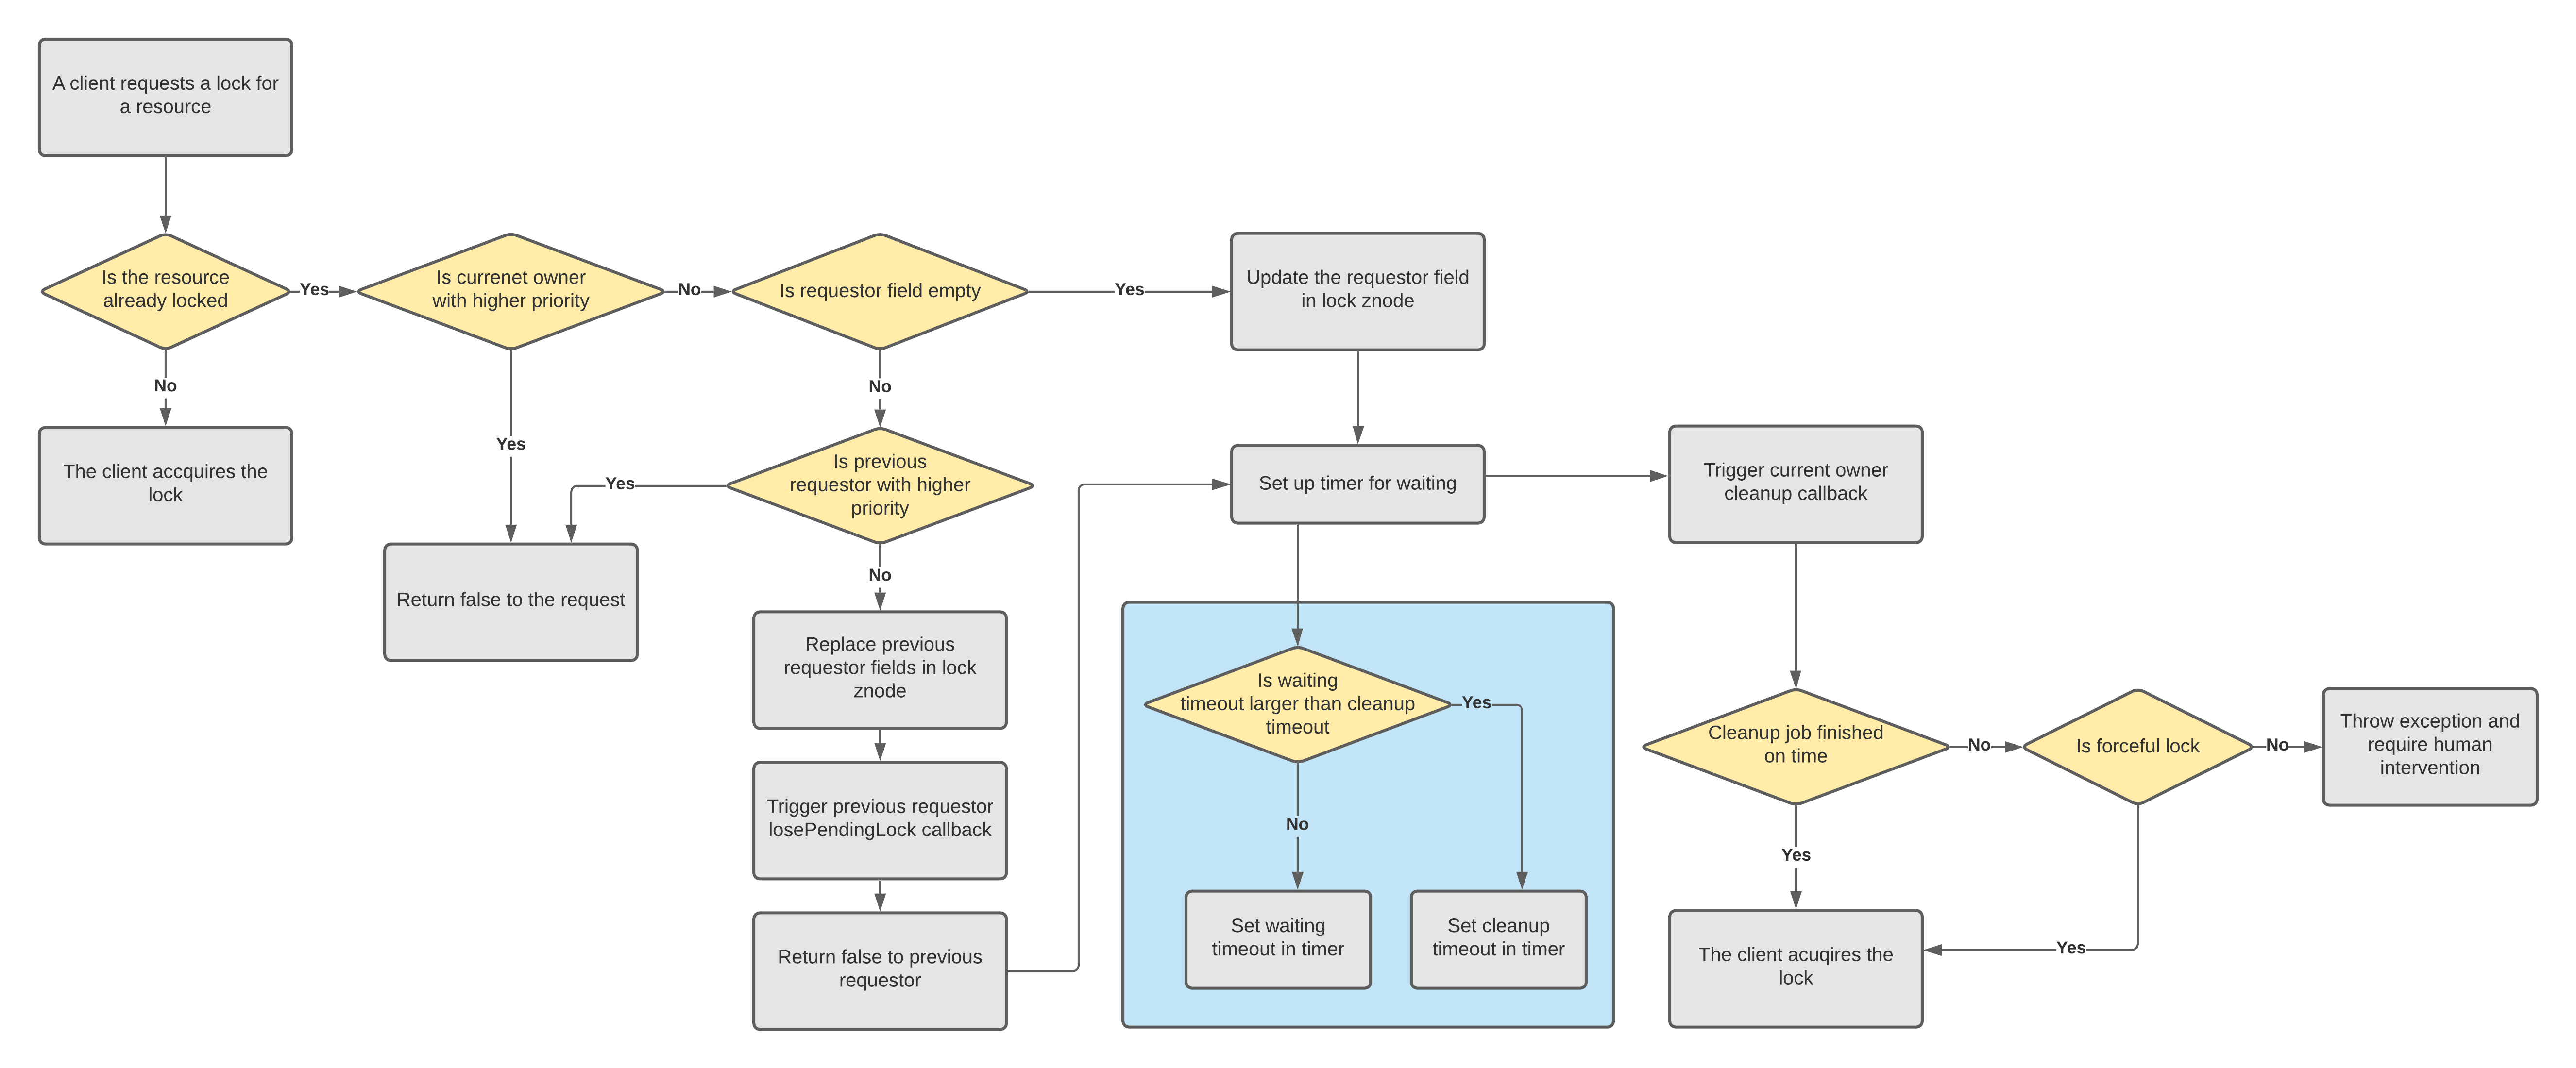 A client requests a lock for
a resource
Is the resource
already locked
Yes
Is currenet owner
with higher priority
No
Is requestor field empty
Yes
Update the requestor field
in lock znode
No
The client accquires the
lock
Yes
Return false to the request
No
Is previous
requestor with higher
priority
Yes
No
Replace previous
requestor fields in lock
znode
Trigger previous requestor
losePendingLock callback
Return false to previous
requestor
Set up timer for waiting
Is waiting
timeout larger than cleanup
timeout
Yes
No
Set waiting
timeout in timer
Set cleanup
timeout in timer
Trigger current owner
cleanup callback
Cleanup job finished
on time
No
Is forceful lock
No
Throw exception and
require human
intervention
Yes
Yes
The client acuqires the
lock